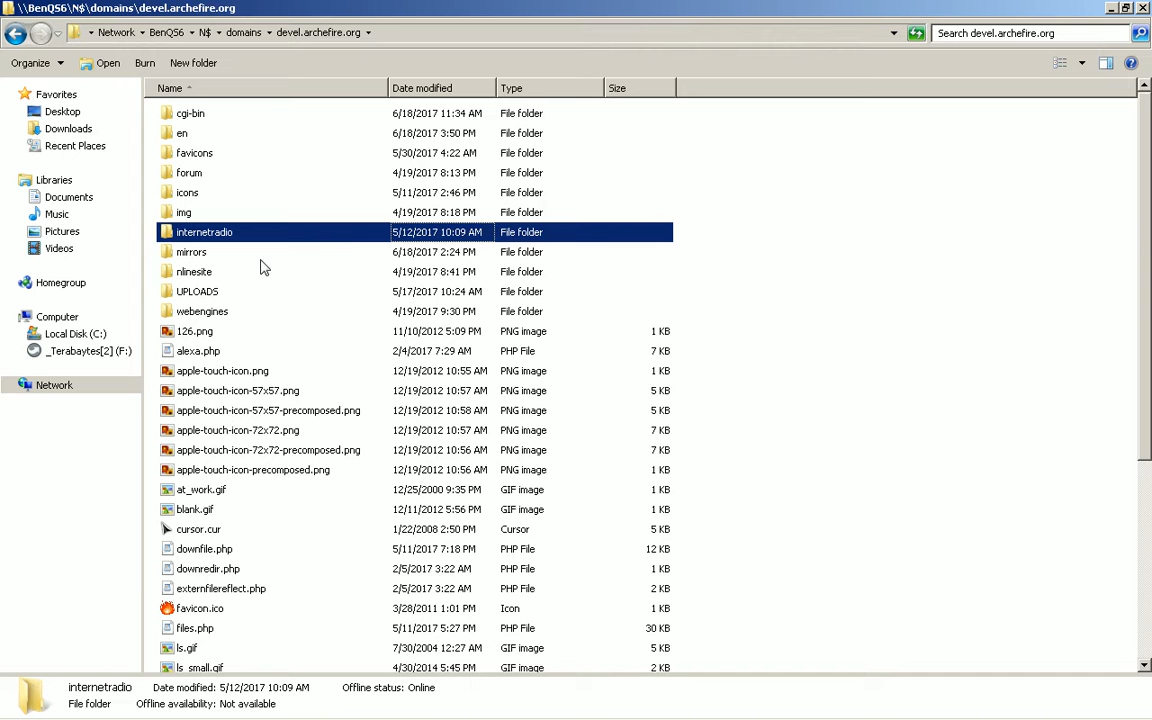 \\BenQS6\N$\domains\devel.archefire.org
Network BenQS6 N$ domains devel.archefire.org Search devel.archefire.org
Organize Open Burn New folder
Name Date modified Type Size
Favorites
Desktop
Downloads
Recent Places
Libraries
Documents
Music
Pictures
Videos
Homegroup
Computer
Local Disk (C:)
_Terabaytes[2] (F:)
Network
cgi-bin 6/18/2017 11:34 AM File folder
en 6/18/2017 3:50 PM File folder
favicons 5/30/2017 4:22 AM File folder
forum 4/19/2017 8:13 PM File folder
icons 5/11/2017 2:46 PM File folder
img 4/19/2017 8:18 PM File folder
internetradio 5/12/2017 10:09 AM File folder
mirrors 6/18/2017 2:24 PM File folder
nlinesite 4/19/2017 8:41 PM File folder
UPLOADS 5/17/2017 10:24 AM File folder
webengines 4/19/2017 9:30 PM File folder
126.png 11/10/2012 5:09 PM PNG image 1 KB
alexa.php 2/4/2017 7:29 AM PHP File 7 KB
apple-touch-icon.png 12/19/2012 10:55 AM PNG image 1 KB
apple-touch-icon-57x57.png 12/19/2012 10:57 AM PNG image 5 KB
apple-touch-icon-57x57-precomposed.png 12/19/2012 10:58 AM PNG image 5 KB
apple-touch-icon-72x72.png 12/19/2012 10:57 AM PNG image 7 KB
apple-touch-icon-72x72-precomposed.png 12/19/2012 10:56 AM PNG image 7 KB
apple-touch-icon-precomposed.png 12/19/2012 10:56 AM PNG image 1 KB
at_work.gif 12/25/2000 9:35 PM GIF image 1 KB
blank.gif 12/11/2012 5:56 PM GIF image 1 KB
cursor.cur 1/22/2008 2:50 PM Cursor 5 KB
downfile.php 5/11/2017 7:18 PM PHP File 12 KB
downredir.php 2/5/2017 3:22 AM PHP File 1 KB
externfilereflect.php 2/5/2017 3:22 AM PHP File 2 KB
favicon.ico 3/28/2011 1:01 PM Icon 1 KB
files.php 5/11/2017 5:27 PM PHP File 30 KB
ls.gif 7/30/2004 12:27 AM GIF image 1 KB
ls_small.gif 4/30/2014 5:45 PM GIF image 2 KB
internetradio Date modified: 5/12/2017 10:09 AM Offline status: Online
File folder Offline availability: Not available